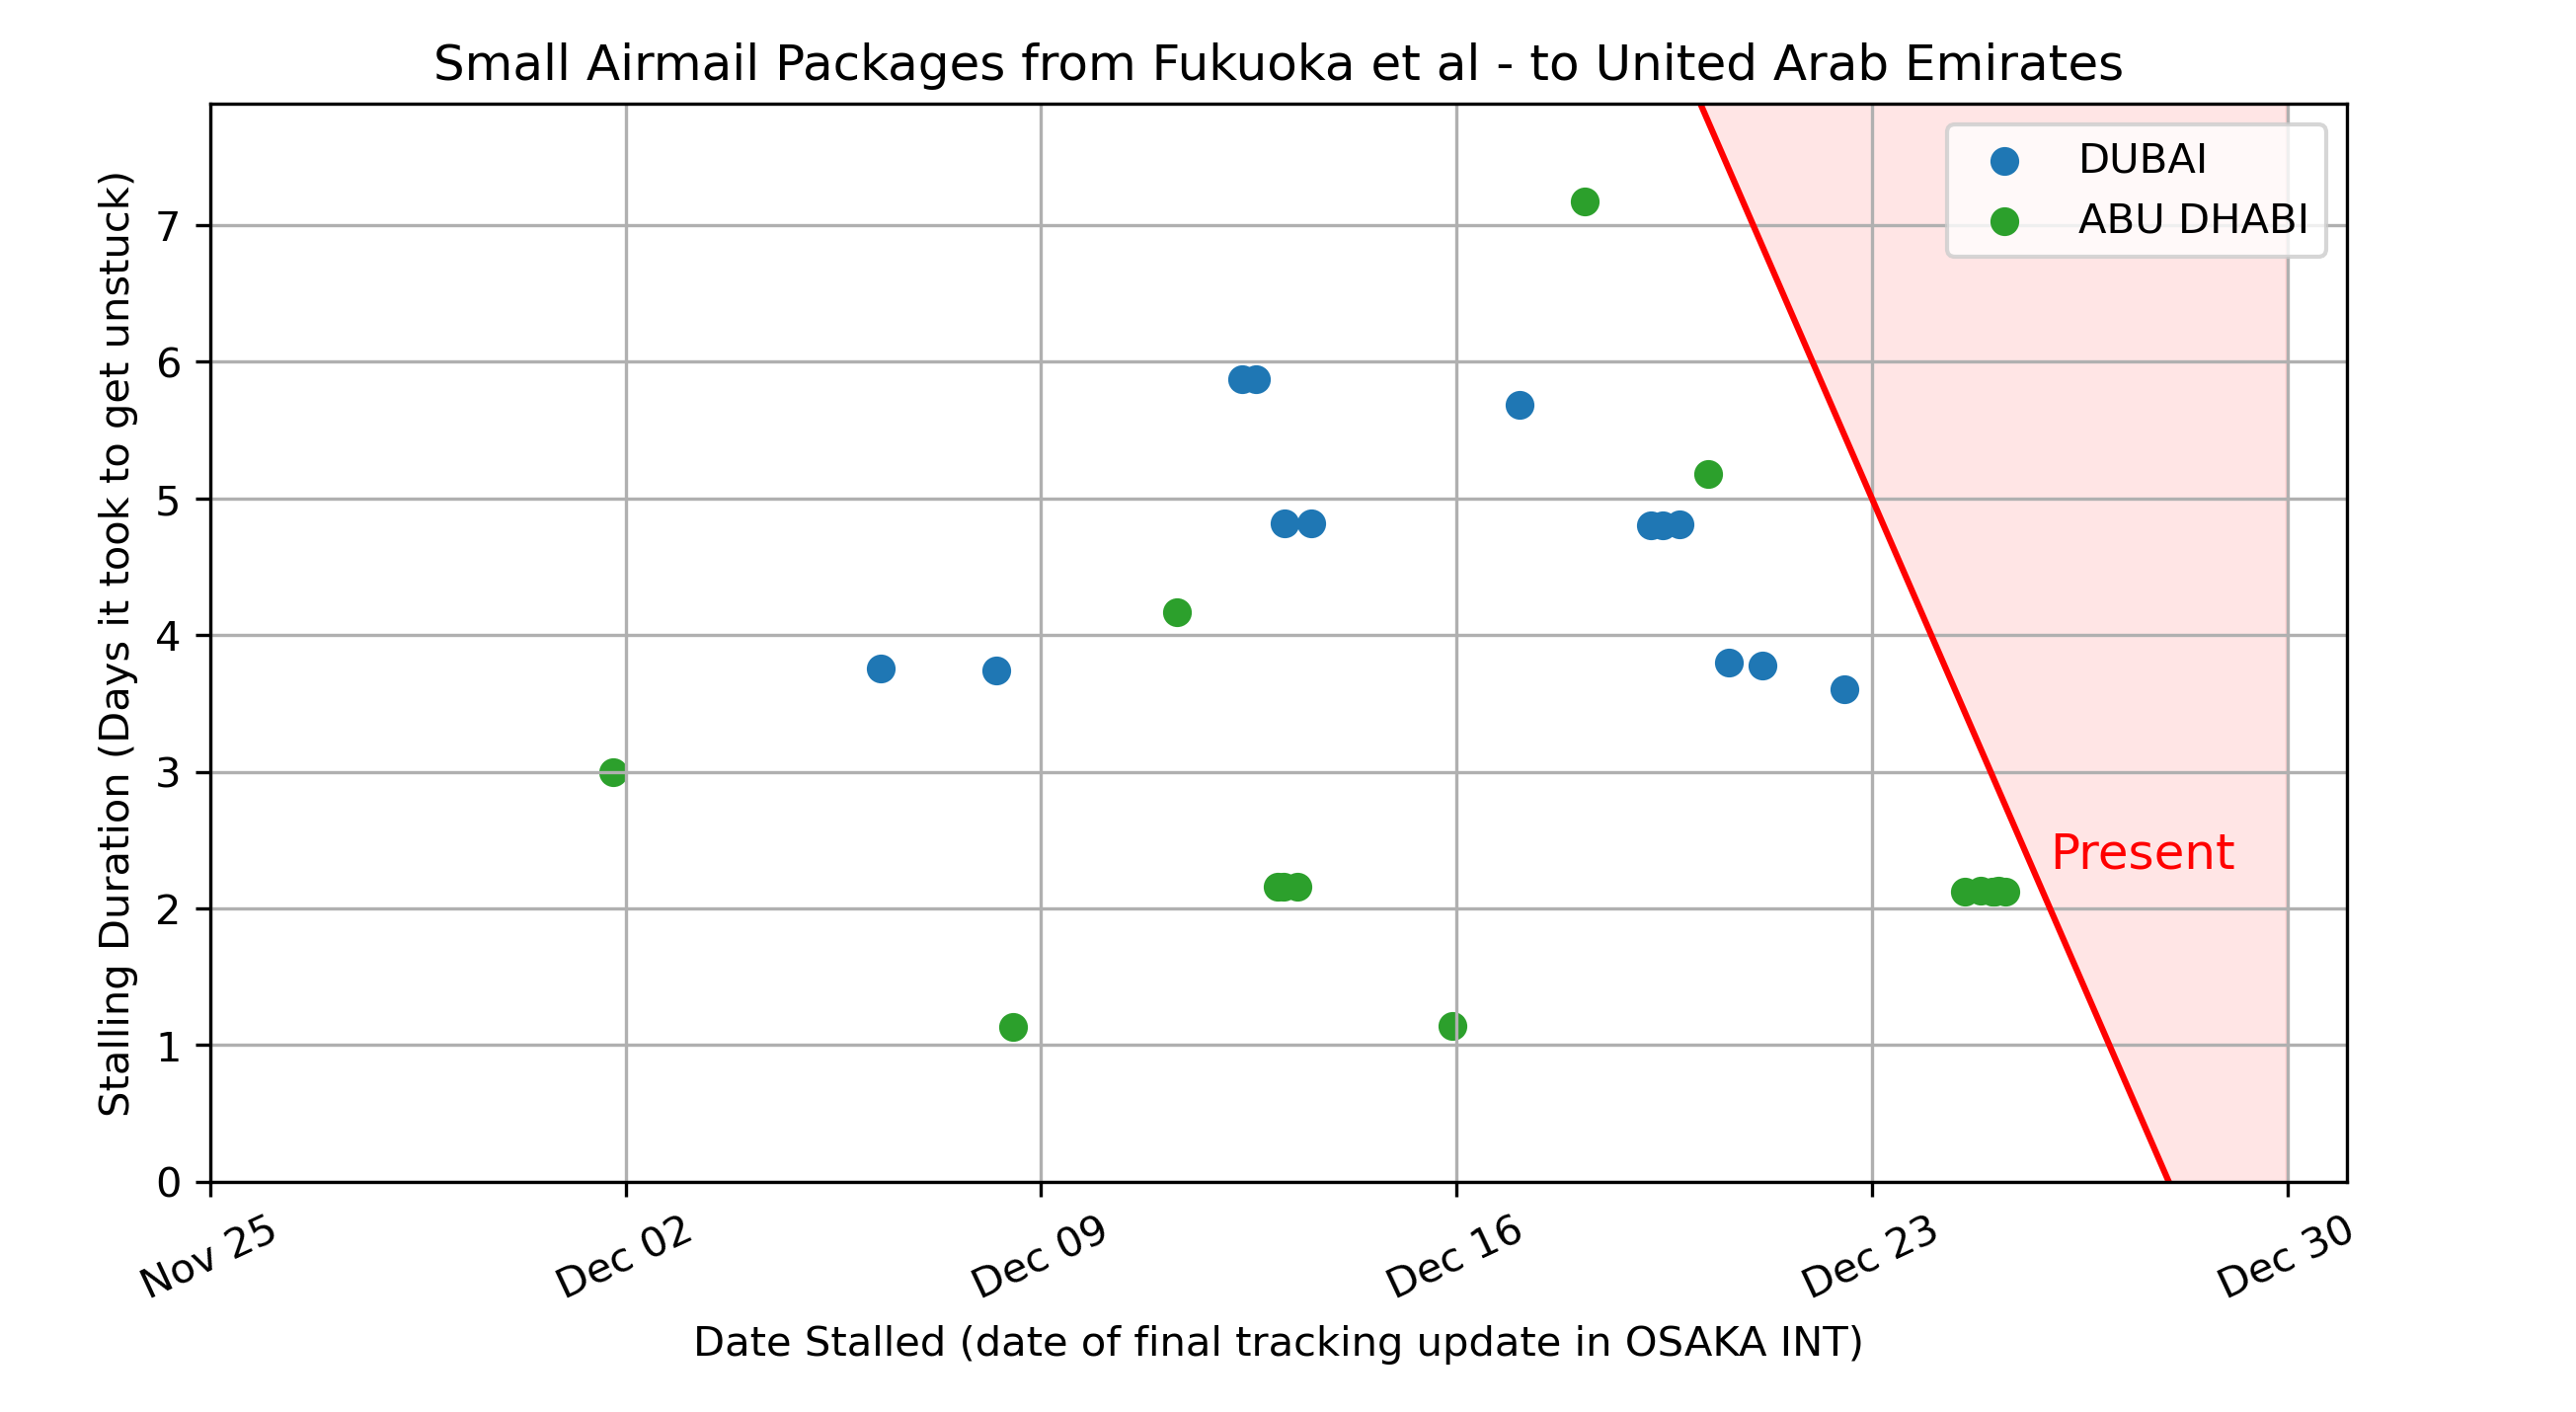 Small Airmail Packages from Fukuoka et al - to United Arab Emirates
DUBAI
ABU DHABI
Stalling Duration (Days it took to get unstuck)
7
6
5
4
3
2
1
0
Present
Nov 25
Dec 02
Dec 09
Dec 16
Dec 23
Dec 30
Date Stalled (date of final tracking update in OSAKA INT)